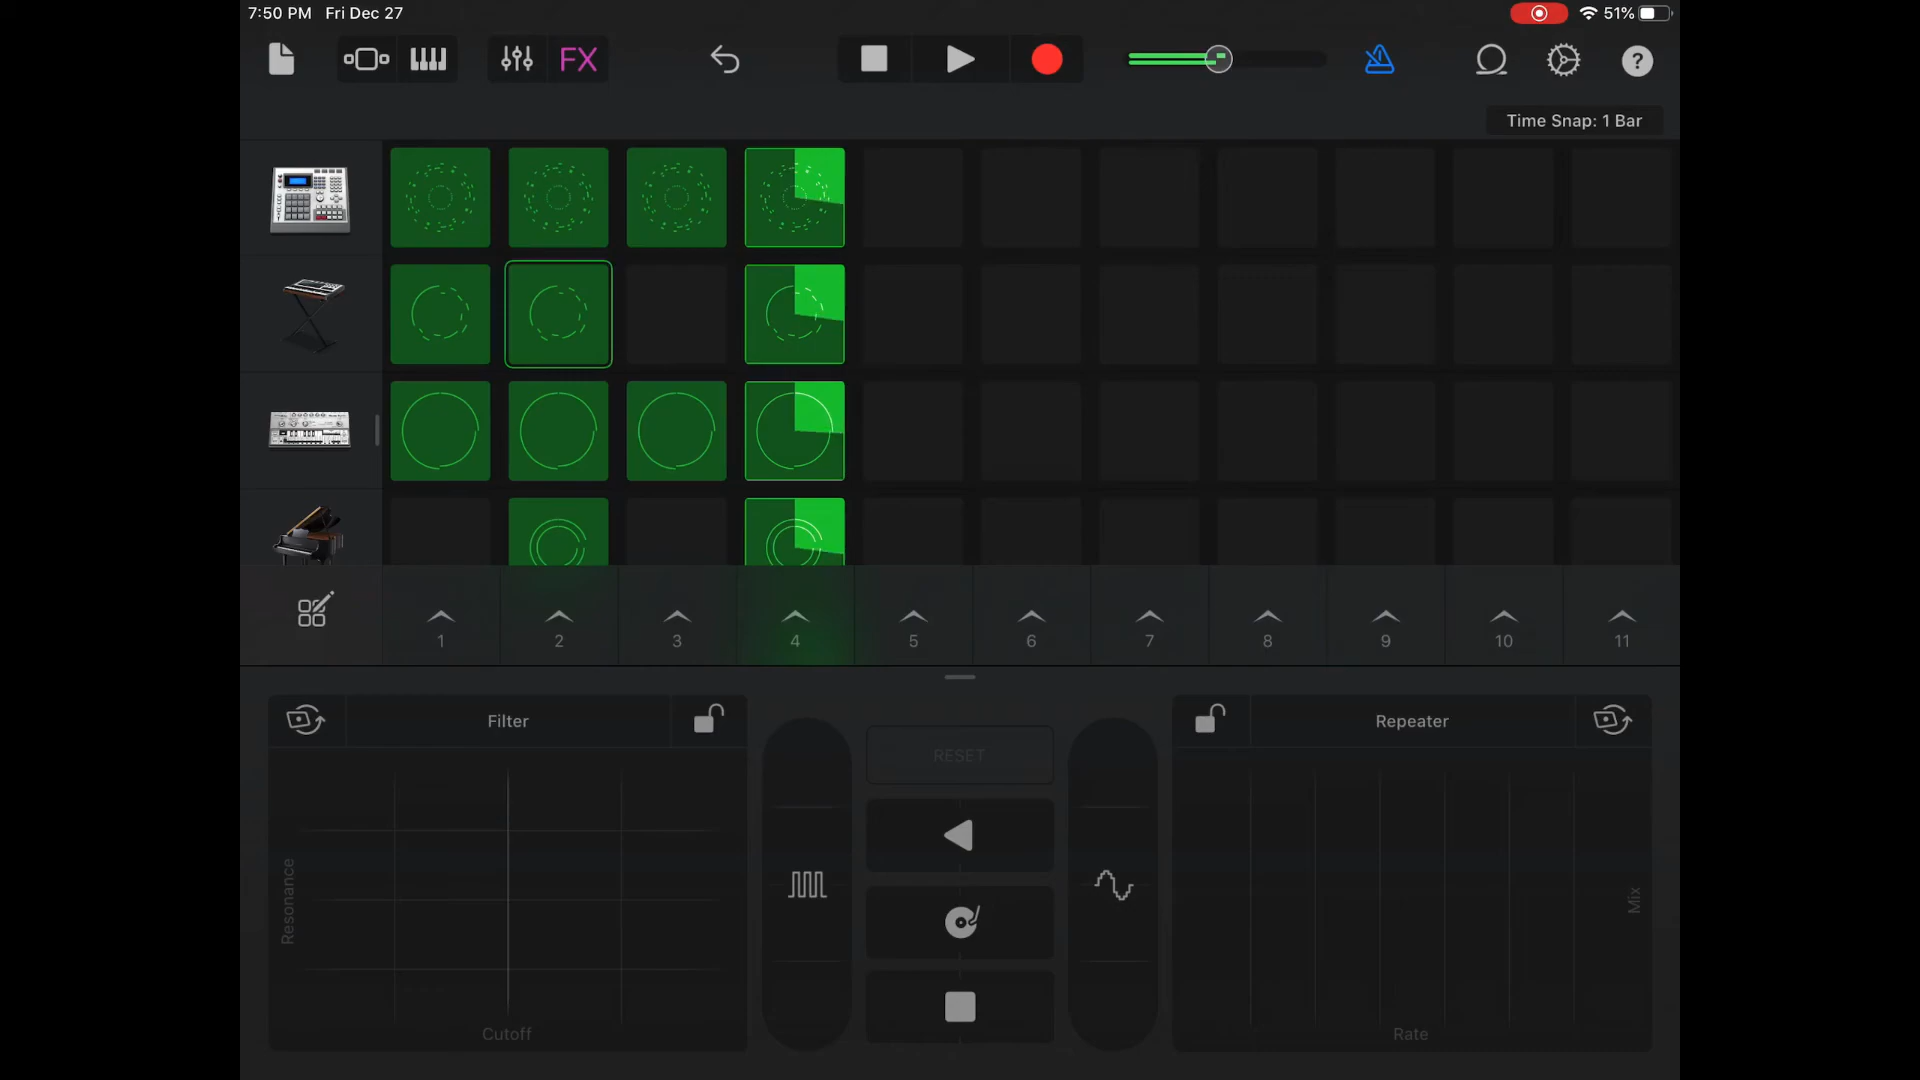 7:50 PM Fri Dec 27
51%
FX
?
Time Snap: 1 Bar
1 2 3 4 5 6 7 8 9 10 11
Filter
RESET
Repeater
Resonance
Mix
Cutoff
Rate